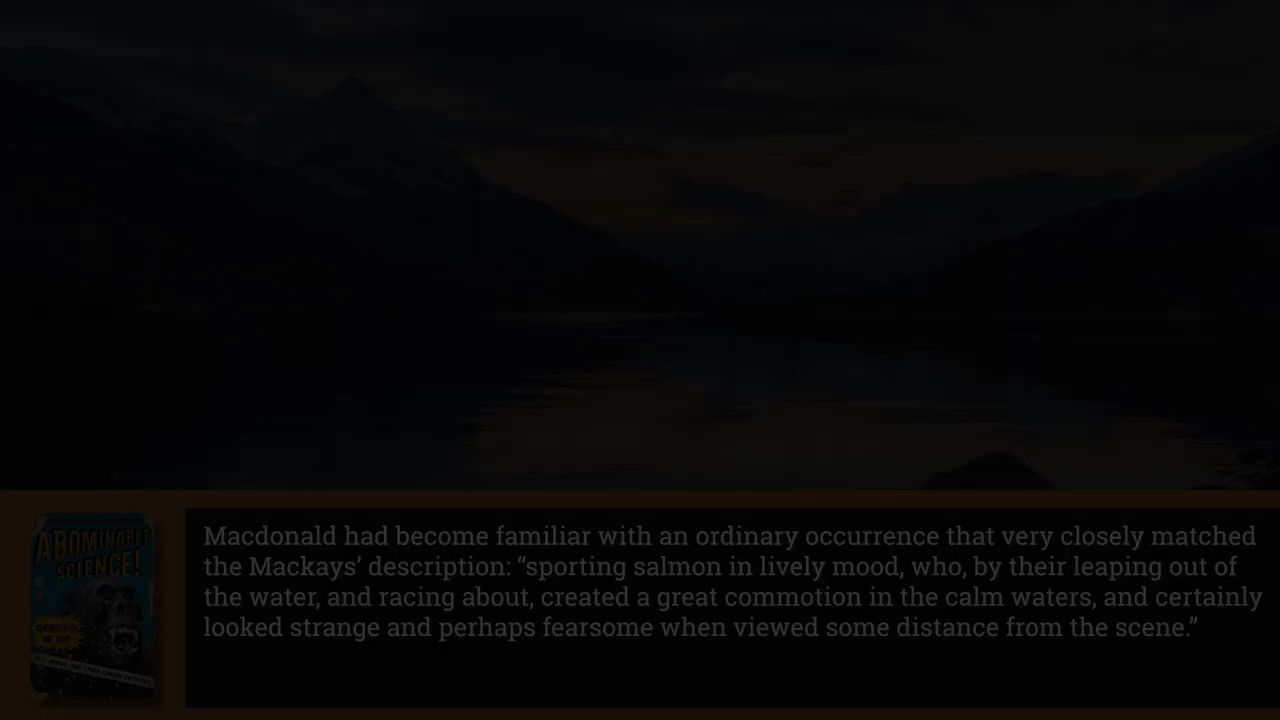 ABOMINABLE
SCIENCE!
Macdonald had become familiar with an ordinary occurrence that very closely matched
the Mackays’ description: “sporting salmon in lively mood, who, by their leaping out of
the water, and racing about, created a great commotion in the calm waters, and certainly
looked strange and perhaps fearsome when viewed some distance from the scene.”